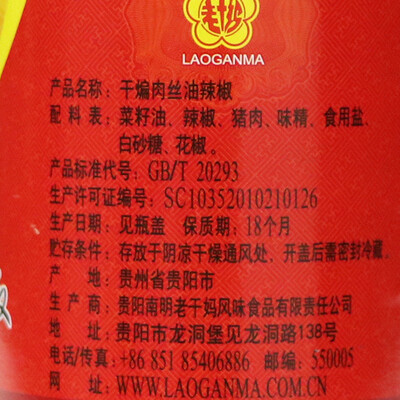 老干妈
LAOGANMA
产品名称：干煸肉丝油辣椒
配料表：菜籽油、辣椒、猪肉、味精、食用盐、
白砂糖、花椒。
产品标准代号：GB/T 20293
生产许可证编号：SC10352010210126
生产日期：见瓶盖 保质期：18个月
贮存条件：存放于阴凉干燥通风处、开盖后需密封冷藏。
产 地：贵州省贵阳市
生 产 商：贵阳南明老干妈风味食品有限责任公司
地 址：贵阳市龙洞堡见龙洞路138号
电话/传真：+86 851 85406886 邮编：550005
网 址：WWW.LAOGANMA.COM.CN